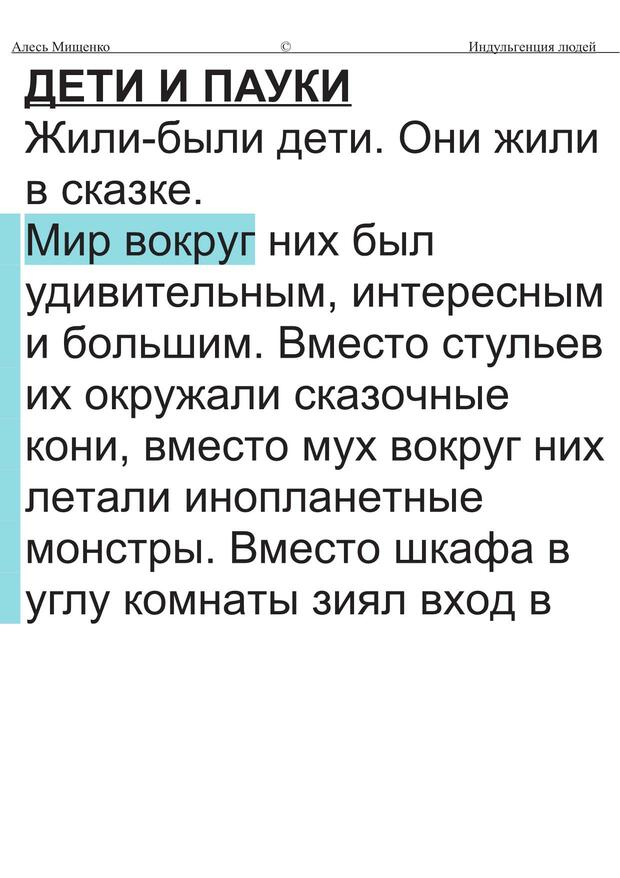 Алесь Мищенко © Индульгенция людей
ДЕТИ И ПАУКИ
Жили-были дети. Они жили
в сказке.
Мир вокруг них был
удивительным, интересным
и большим. Вместо стульев
их окружали сказочные
кони, вместо мух вокруг них
летали инопланетные
монстры. Вместо шкафа в
углу комнаты зиял вход в